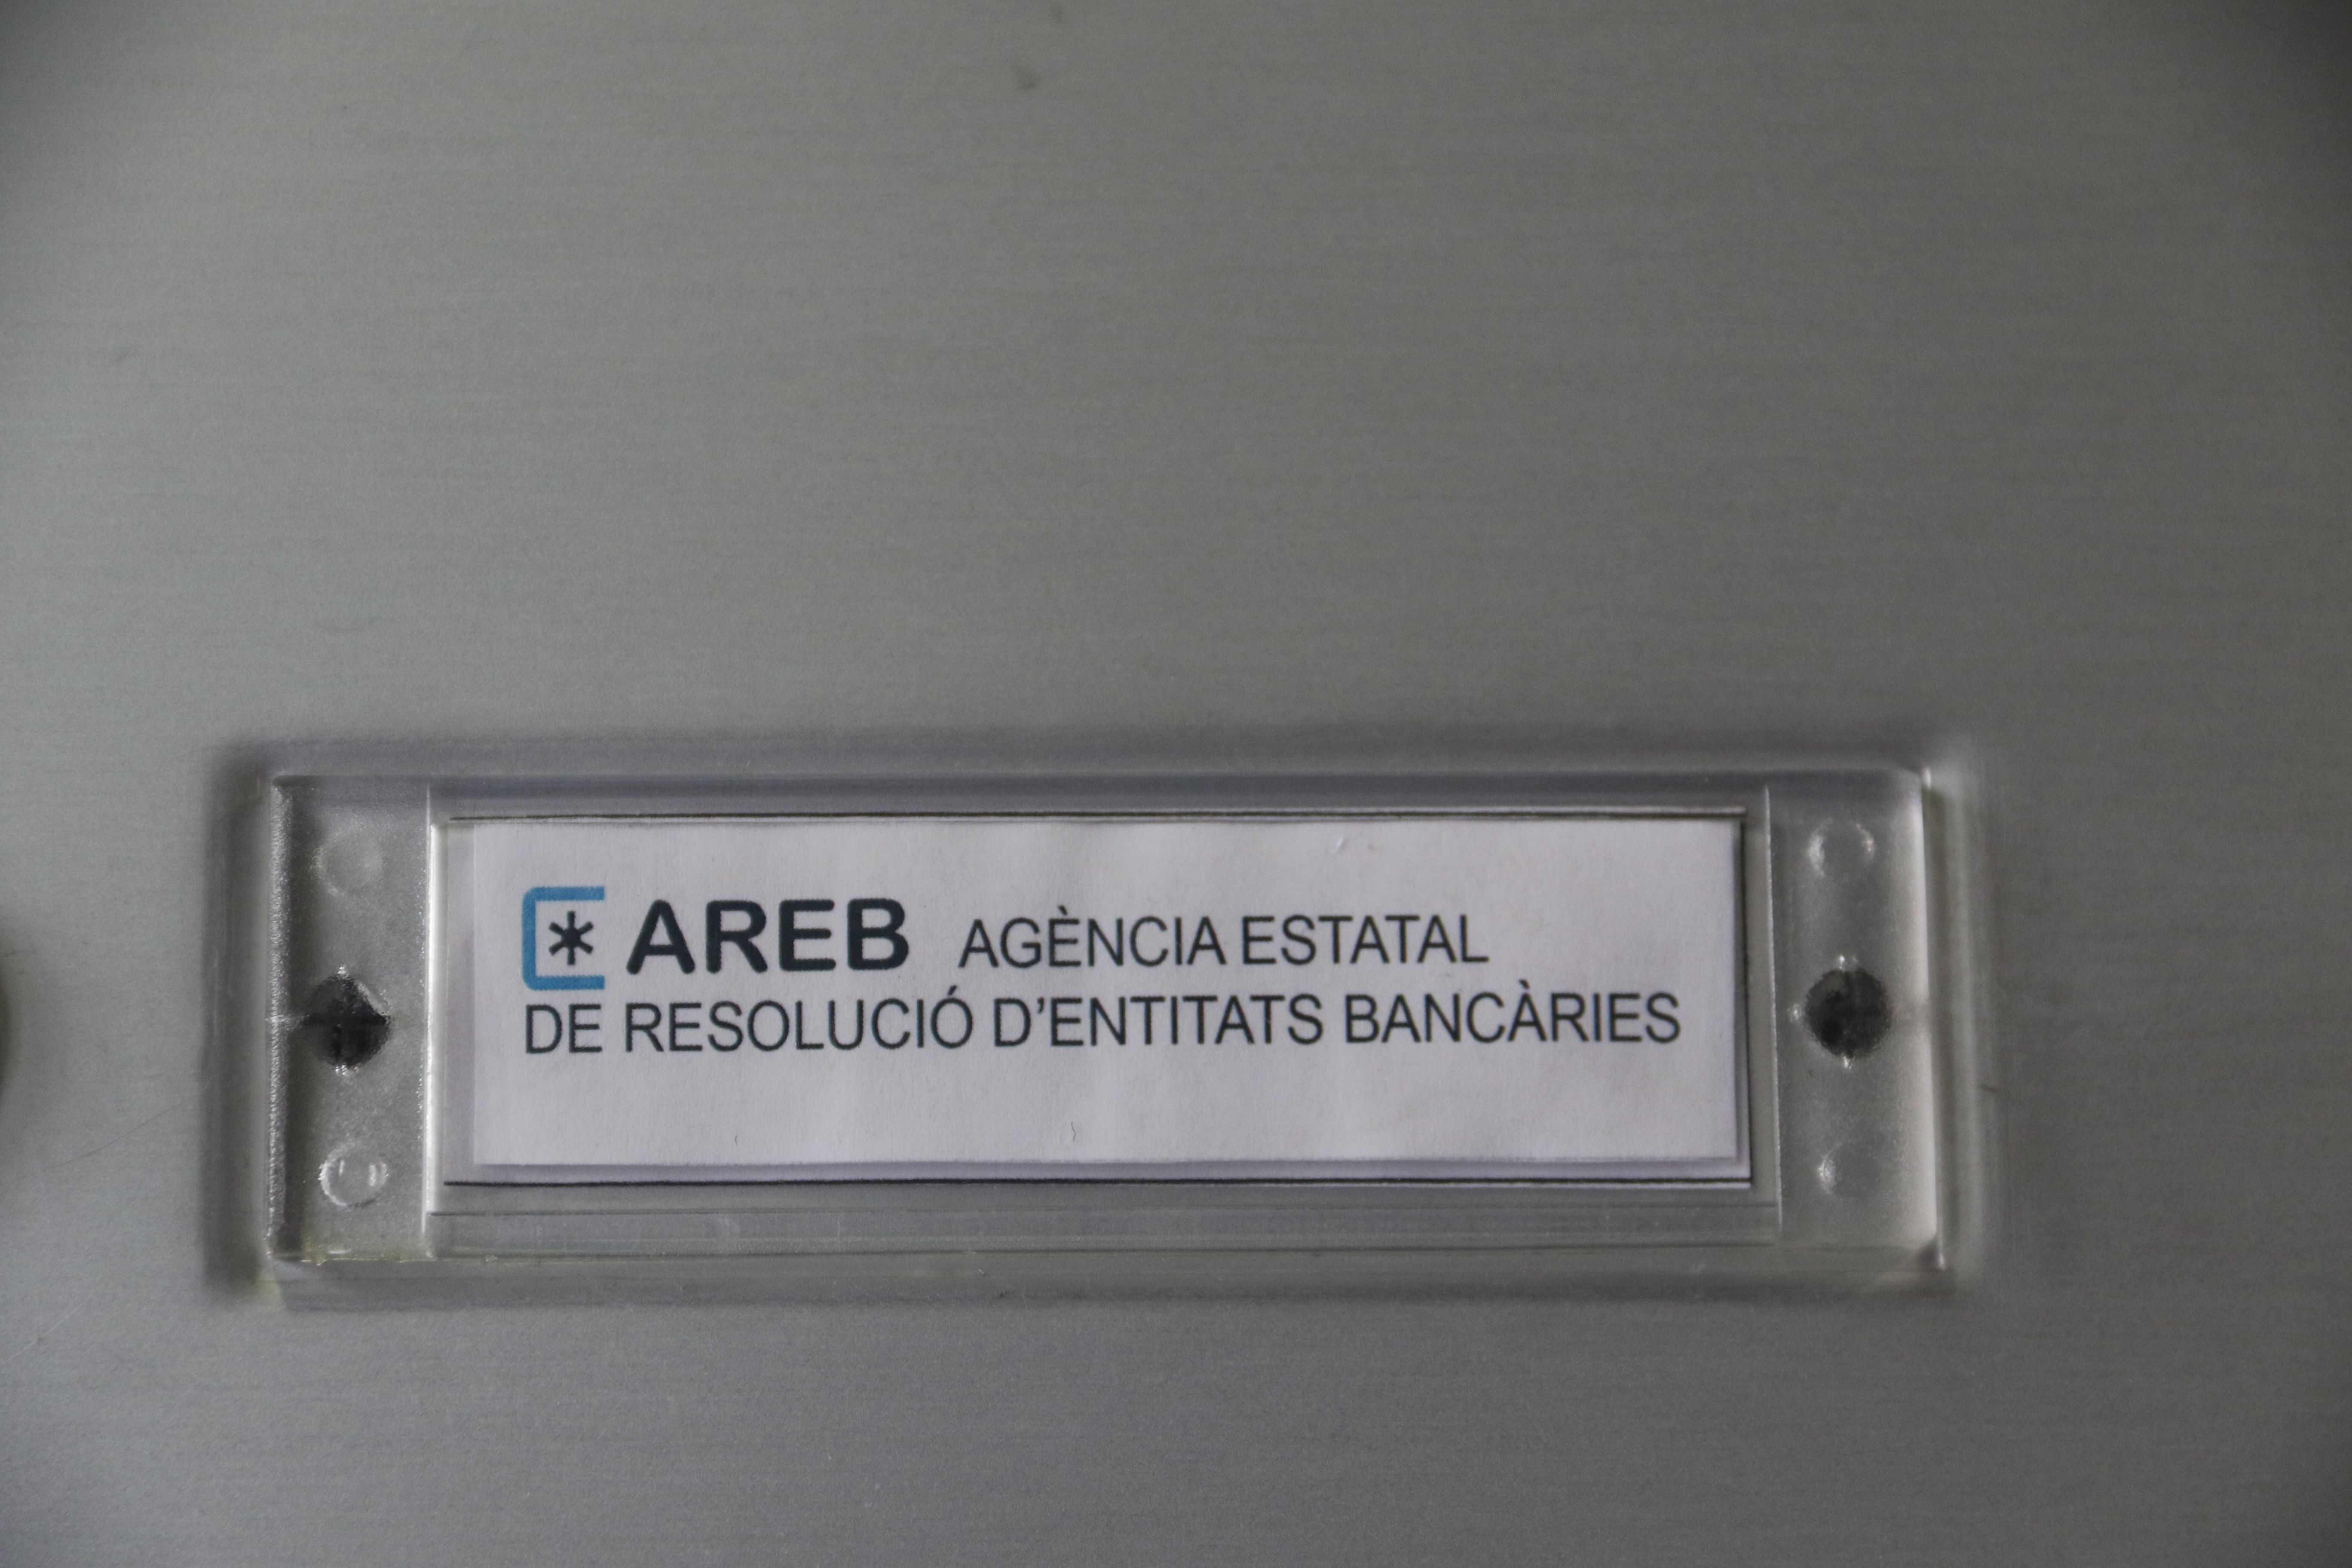 AREB AGÈNCIA ESTATAL
DE RESOLUCIÓ D'ENTITATS BANCÀRIES